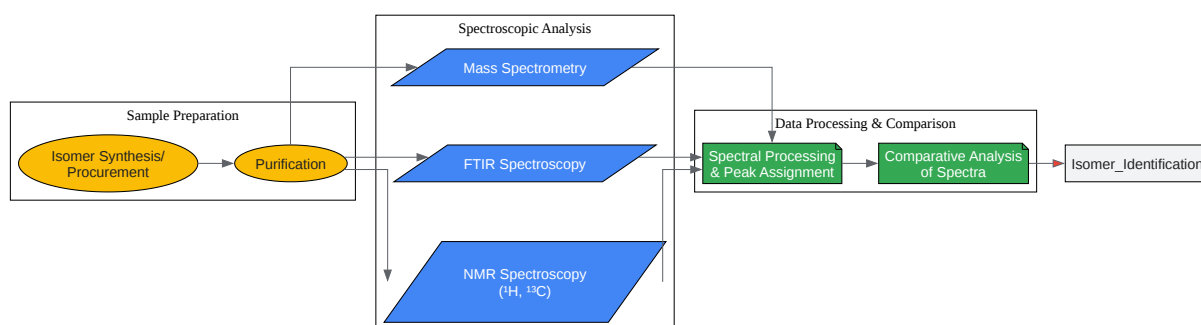 Spectroscopic Analysis
Mass Spectrometry
Sample Preparation
Isomer Synthesis/
Procurement
Purification
FTIR Spectroscopy
NMR Spectroscopy
(¹H, ¹³C)
Data Processing & Comparison
Spectral Processing
& Peak Assignment
Comparative Analysis
of Spectra
Isomer_Identification